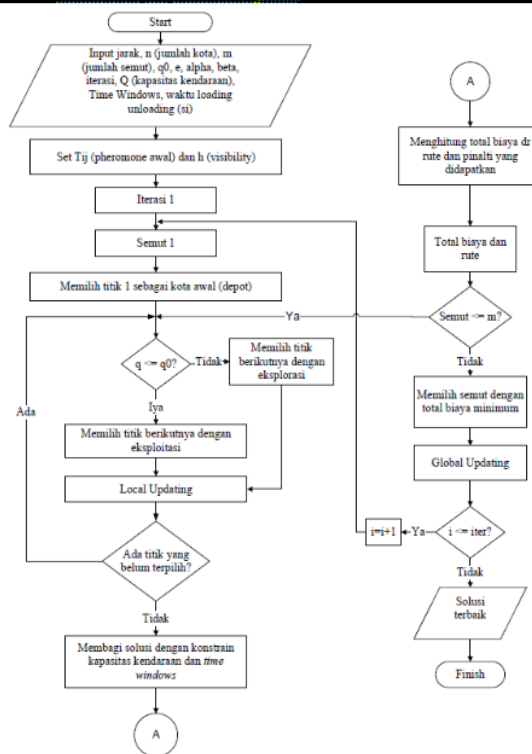 Start
Input jarak, n (jumlah kota), m
(jumlah semut), q0, e, alpha, beta,
iterasi, Q (kapasitas kendaraan),
Time Windows, waktu loading
unloading (si)
Set Tij (pheromone awal) dan h (visibility)
Iterasi 1
Semut 1
Memilih titik 1 sebagai kota awal (depot)
q <= q0?
Tidak
Memilih titik
berikutnya dengan
eksplorasi
Iya
Memilih titik berikutnya dengan
eksploitasi
Local Updating
Ada titik yang
belum terpilih?
Ada
Tidak
Membagi solusi dengan konstrain
kapasitas kendaraan dan time
windows
A
A
Menghitung total biaya dr
rute dan pinalti yang
didapatkan
Total biaya dan
rute
Semut <= m?
Ya
Tidak
Memilih semut dengan
total biaya minimum
Global Updating
i <= iter?
Ya
i=i+1
Tidak
Solusi
terbaik
Finish